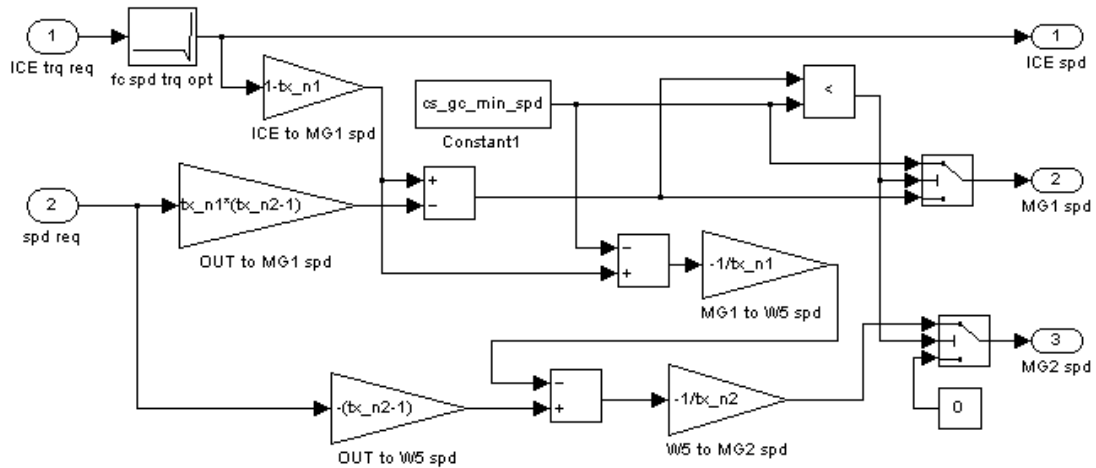 1
ICE trq req
fc spd trq opt
1
ICE spd
1-tx_n1
ICE to MG1 spd
cs_gc_min_spd
Constant1
<
+
−
2
MG1 spd
2
spd req
tx_n1*(tx_n2-1)
OUT to MG1 spd
−
+
-1/tx_n1
MG1 to W5 spd
3
MG2 spd
−
+
-(tx_n2-1)
OUT to W5 spd
-1/tx_n2
W5 to MG2 spd
0